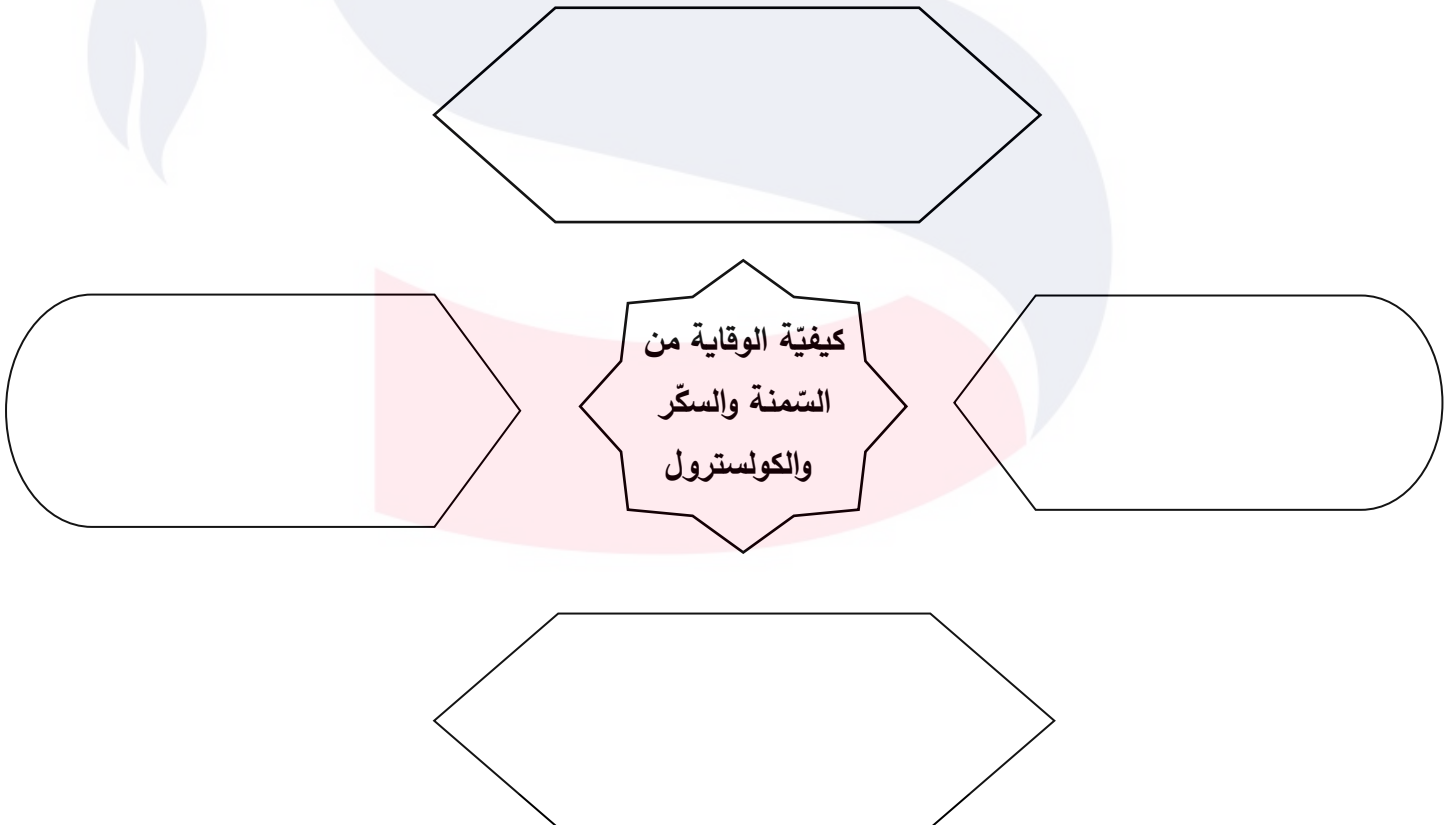 كيفيّة الوقاية من
السّمنة والسكّر
والكولسترول